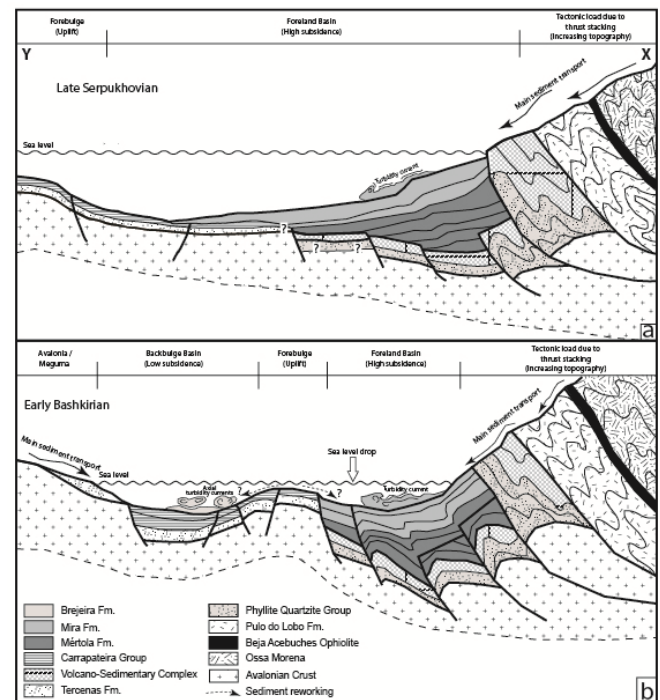 Forebulge
(Uplift)
Foreland Basin
(High subsidence)
Tectonic load due to
thrust stacking
(Increasing topography)
Y
X
Late Serpukhovian
Main sediment transport
Sea level
Turbidity current
?
?
?
a
Avalonia /
Meguma
Backbulge Basin
(Low subsidence)
Forebulge
(Uplift)
Foreland Basin
(High subsidence)
Tectonic load due to
thrust stacking
(Increasing topography)
Early Bashkirian
Main sediment transport
Main sediment transport
Sea level drop
Sea level
Axial
turbidity currents
?
?
Turbidity current
Brejeira Fm.
Mira Fm.
Mértola Fm.
Carrapateira Group
Volcano-Sedimentary Complex
Tercenas Fm.
Phyllite Quartzite Group
Pulo do Lobo Fm.
Beja Acebuches Ophiolite
Ossa Morena
Avalonian Crust
Sediment reworking
b